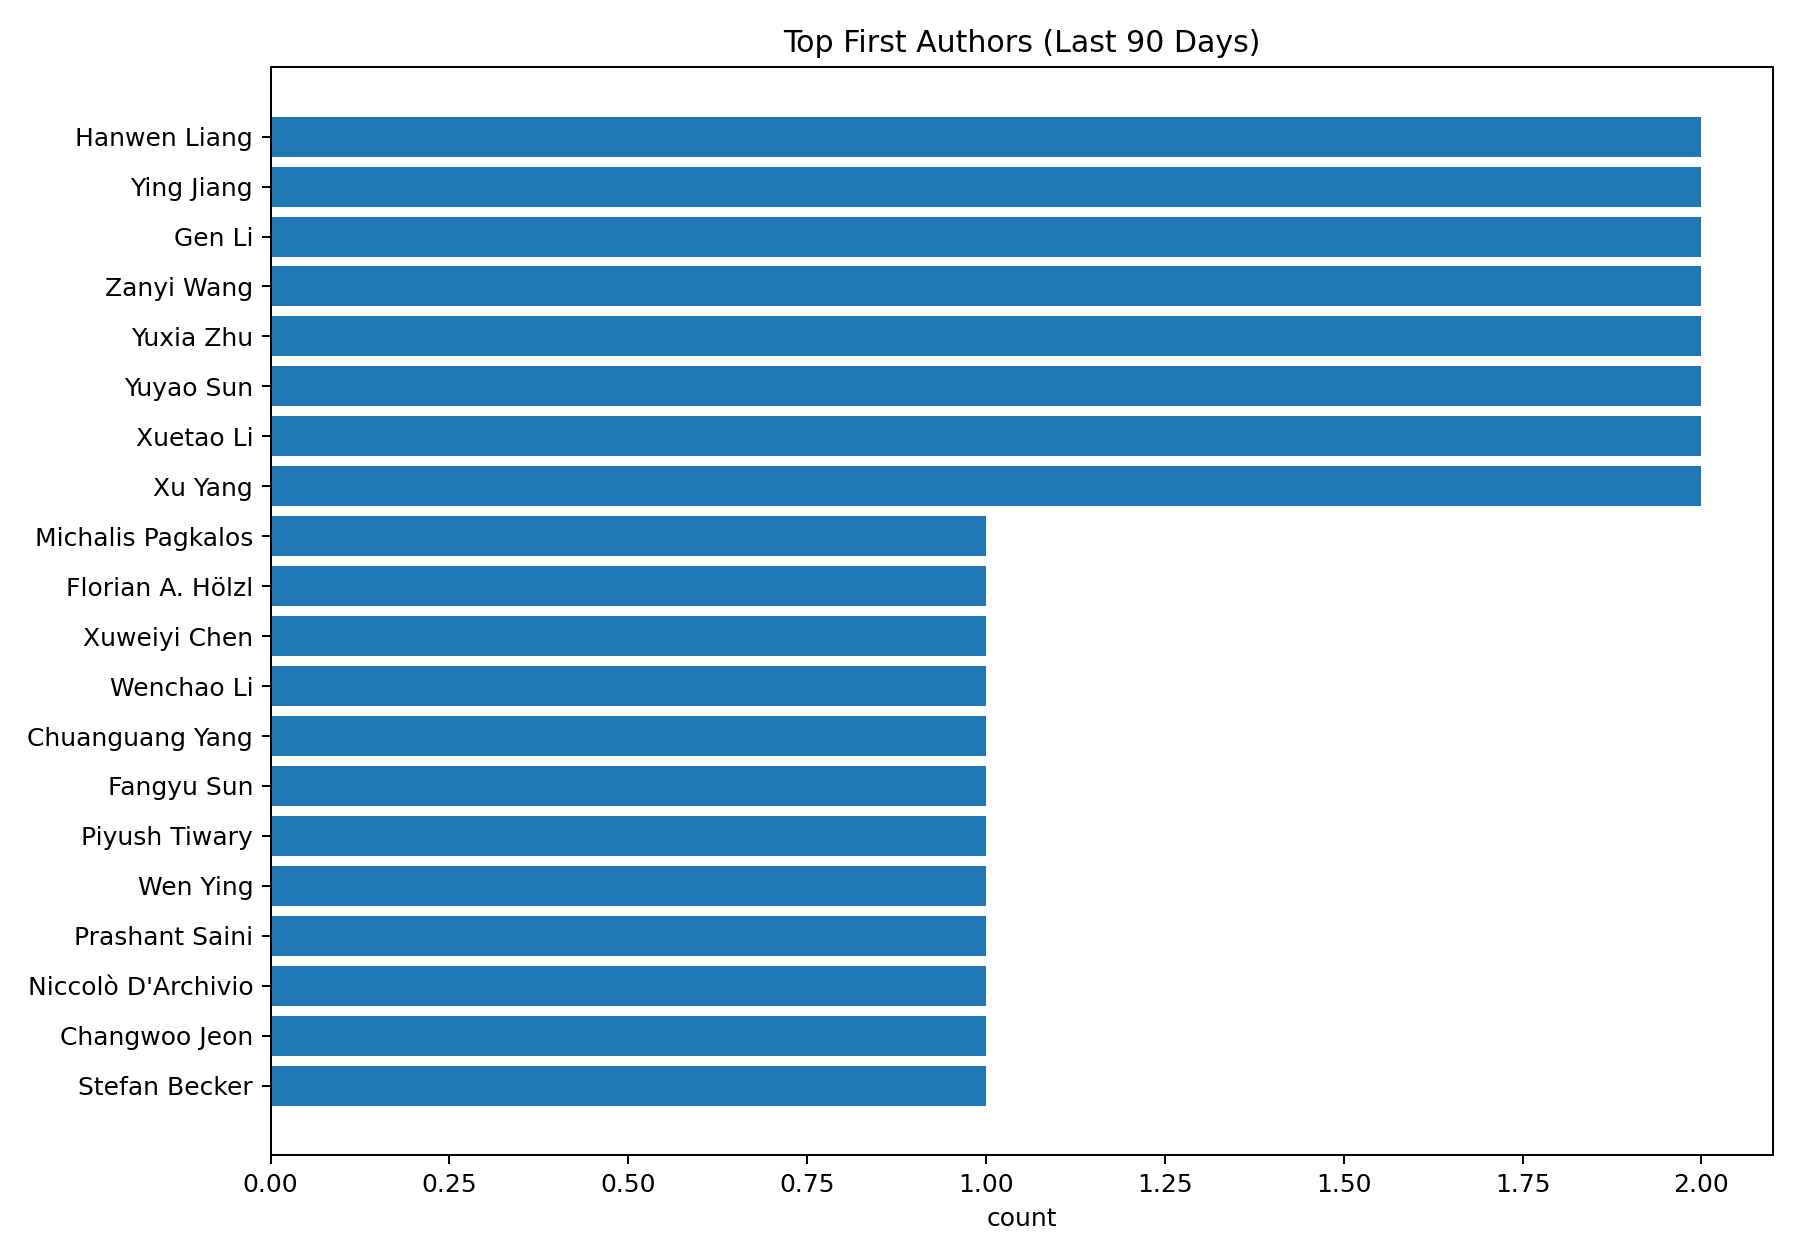 Top First Authors (Last 90 Days)
Hanwen Liang
Ying Jiang
Gen Li
Zanyi Wang
Yuxia Zhu
Yuyao Sun
Xuetao Li
Xu Yang
Michalis Pagkalos
Florian A. Hölzl
Xuweiyi Chen
Wenchao Li
Chuanguang Yang
Fangyu Sun
Piyush Tiwary
Wen Ying
Prashant Saini
Niccolò D'Archivio
Changwoo Jeon
Stefan Becker
0.00 0.25 0.50 0.75 1.00 1.25 1.50 1.75 2.00
count